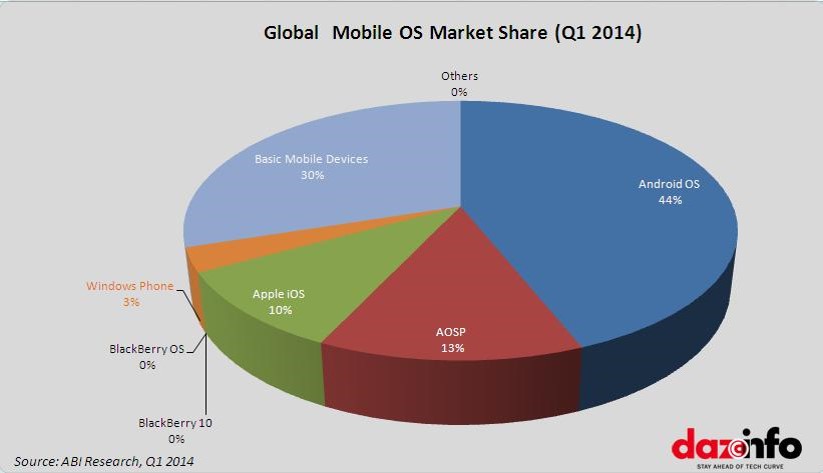 Global Mobile OS Market Share (Q1 2014)
Others
0%
Basic Mobile Devices
30%
Android OS
44%
Windows Phone
3%
Apple iOS
10%
AOSP
13%
BlackBerry OS
0%
BlackBerry 10
0%
Source: ABI Research, Q1 2014
dazeinfo
STAY AHEAD OF TECH CURVE